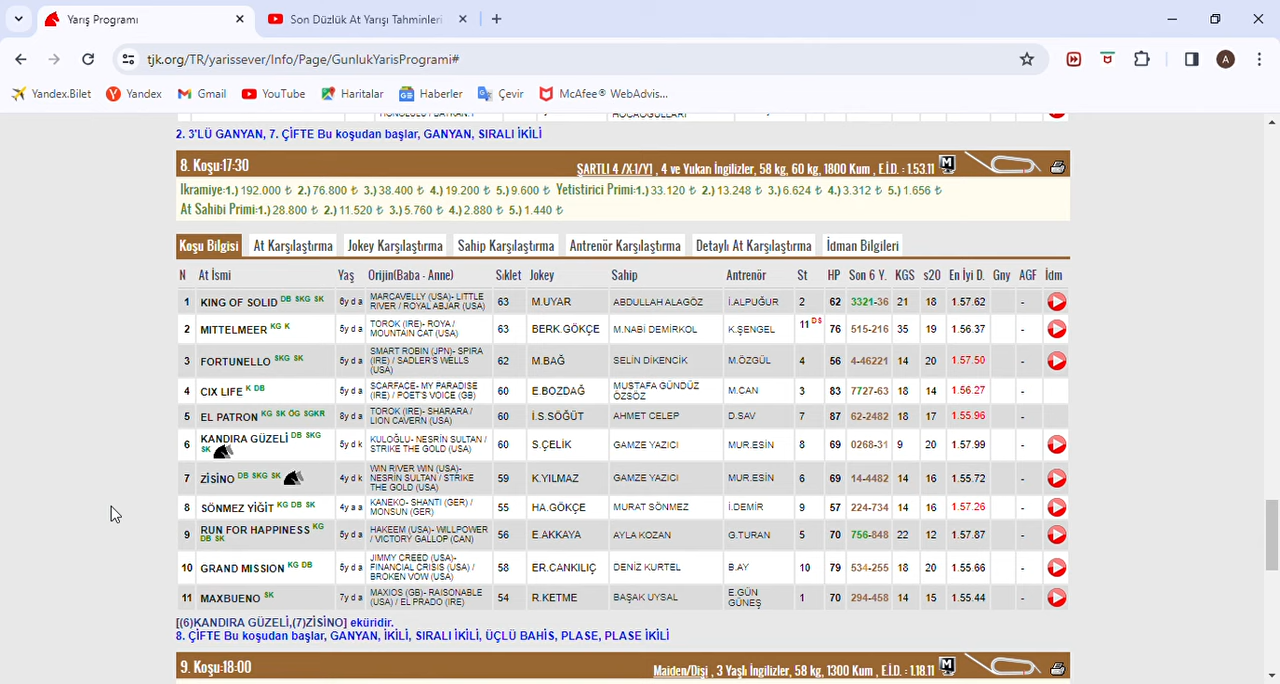 Yarış Programı
Son Düzlük At Yarışı Tahminleri
tjk.org/TR/yarissever/Info/Page/GunlukYarisProgrami#
A
Yandex.Bilet Yandex Gmail YouTube Haritalar Haberler Çevir McAfee® WebAdvis...
2. 3'LÜ GANYAN, 7. ÇİFTE Bu koşudan başlar, GANYAN, SIRALI İKİLİ
8. Koşu:17:30
ŞARTLI 4 /X-1/Y1 , 4 ve Yukarı İngilizler, 58 kg, 60 kg, 1800 Kum , E.İ.D. : 1.53.11 M
İkramiye:1.) 192.000 ₺ 2.) 76.800 ₺ 3.) 38.400 ₺ 4.) 19.200 ₺ 5.) 9.600 ₺ Yetistirici Primi:1.) 33.120 ₺ 2.) 13.248 ₺ 3.) 6.624 ₺ 4.) 3.312 ₺ 5.) 1.656 ₺
At Sahibi Primi:1.) 28.800 ₺ 2.) 11.520 ₺ 3.) 5.760 ₺ 4.) 2.880 ₺ 5.) 1.440 ₺
Koşu Bilgisi At Karşılaştırma Jokey Karşılaştırma Sahip Karşılaştırma Antrenör Karşılaştırma Detaylı At Karşılaştırma İdman Bilgileri
N At İsmi Yaş Orijin(Baba - Anne) Sıklet Jokey Sahip Antrenör St HP Son 6 Y. KGS s20 En İyi D. Gny AGF İdm
1 KING OF SOLID DB SKG SK 6y d a MARCAVELLY (USA)- LITTLE RIVER / ROYAL ABJAR (USA) 63 M.UYAR ABDULLAH ALAGÖZ İ.ALPUĞUR 2 62 3321-36 21 18 1.57.62 -
2 MITTELMEER KG K 5y d a TOROK (IRE)- ROYA / MOUNTAIN CAT (USA) 63 BERK.GÖKÇE M.NABİ DEMİRKOL K.ŞENGEL 11 DS 76 515-216 35 19 1.56.37 -
3 FORTUNELLO SKG SK 5y d a SMART ROBIN (JPN)- SPIRA (IRE) / SADLER'S WELLS (USA) 62 M.BAĞ SELİN DİKENCİK M.ÖZGÜL 4 56 4-46221 14 20 1.57.50 -
4 CIX LIFE K DB 5y d a SCARFACE- MY PARADISE (IRE) / POET'S VOICE (GB) 60 E.BOZDAĞ MUSTAFA GÜNDÜZ ÖZSÖZ M.CAN 3 83 7727-63 18 14 1.56.27 -
5 EL PATRON KG SK ÖG SGKR 8y d a TOROK (IRE)- SHARARA / LION CAVERN (USA) 60 İ.S.SÖĞÜT AHMET CELEP D.SAV 7 87 62-2482 18 17 1.55.96 -
6 KANDIRA GÜZELİ DB SKG SK 5y d k KULOĞLU- NESRİN SULTAN / STRIKE THE GOLD (USA) 60 S.ÇELİK GAMZE YAZICI MUR.ESİN 8 69 0268-31 9 20 1.57.99 -
7 ZİSİNO DB SKG SK 4y d k WIN RIVER WIN (USA)- NESRİN SULTAN / STRIKE THE GOLD (USA) 59 K.YILMAZ GAMZE YAZICI MUR.ESİN 6 69 14-4482 14 16 1.55.72 -
8 SÖNMEZ YİĞİT KG DB SK 4y a a KANEKO- SHANTI (GER) / MONSUN (GER) 55 HA.GÖKÇE MURAT SÖNMEZ İ.DEMİR 9 57 224-734 14 16 1.57.26 -
9 RUN FOR HAPPINESS KG DB SK 5y d a HAKEEM (USA)- WILLPOWER / VICTORY GALLOP (CAN) 56 E.AKKAYA AYLA KOZAN G.TURAN 5 70 756-848 22 12 1.57.87 -
10 GRAND MISSION KG DB 5y d a JIMMY CREED (USA)- FINANCIAL CRISIS (USA) / BROKEN VOW (USA) 58 ER.CANKILIÇ DENİZ KURTEL B.AY 10 79 534-255 18 20 1.55.66 -
11 MAXBUENO SK 7y d a MAXIOS (GB)- RAISONABLE (USA) / EL PRADO (IRE) 54 R.KETME BAŞAK UYSAL E.GÜN GÜNEŞ 1 70 294-458 14 15 1.55.44 -
[(6)KANDIRA GÜZELİ,(7)ZİSİNO] eküridir.
8. ÇİFTE Bu koşudan başlar, GANYAN, İKİLİ, SIRALI İKİLİ, ÜÇLÜ BAHİS, PLASE, PLASE İKİLİ
9. Koşu:18:00
Maiden/Dişi , 3 Yaşlı İngilizler, 58 kg, 1300 Kum , E.İ.D. : 1.18.11 M